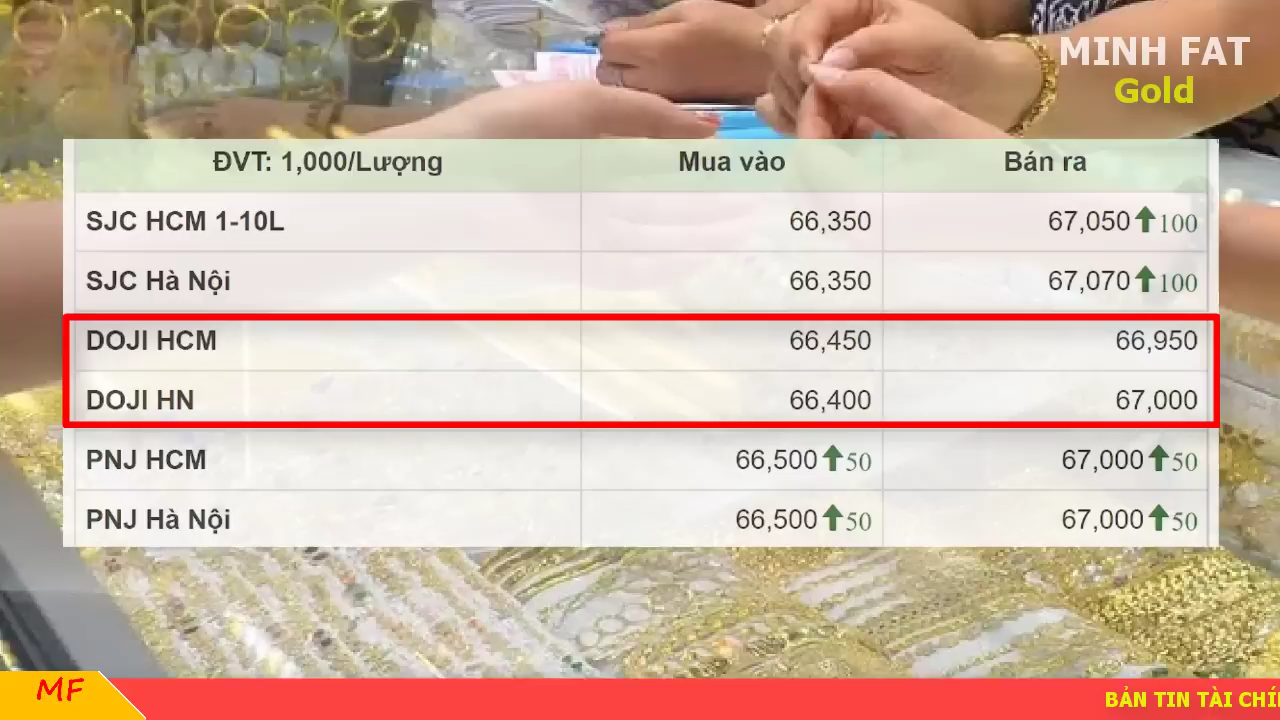 MINH FAT
Gold
ĐVT: 1,000/Lượng Mua vào Bán ra
SJC HCM 1-10L 66,350 67,050 100
SJC Hà Nội 66,350 67,070 100
DOJI HCM 66,450 66,950
DOJI HN 66,400 67,000
PNJ HCM 66,500 50 67,000 50
PNJ Hà Nội 66,500 50 67,000 50
MF
BẢN TIN TÀI